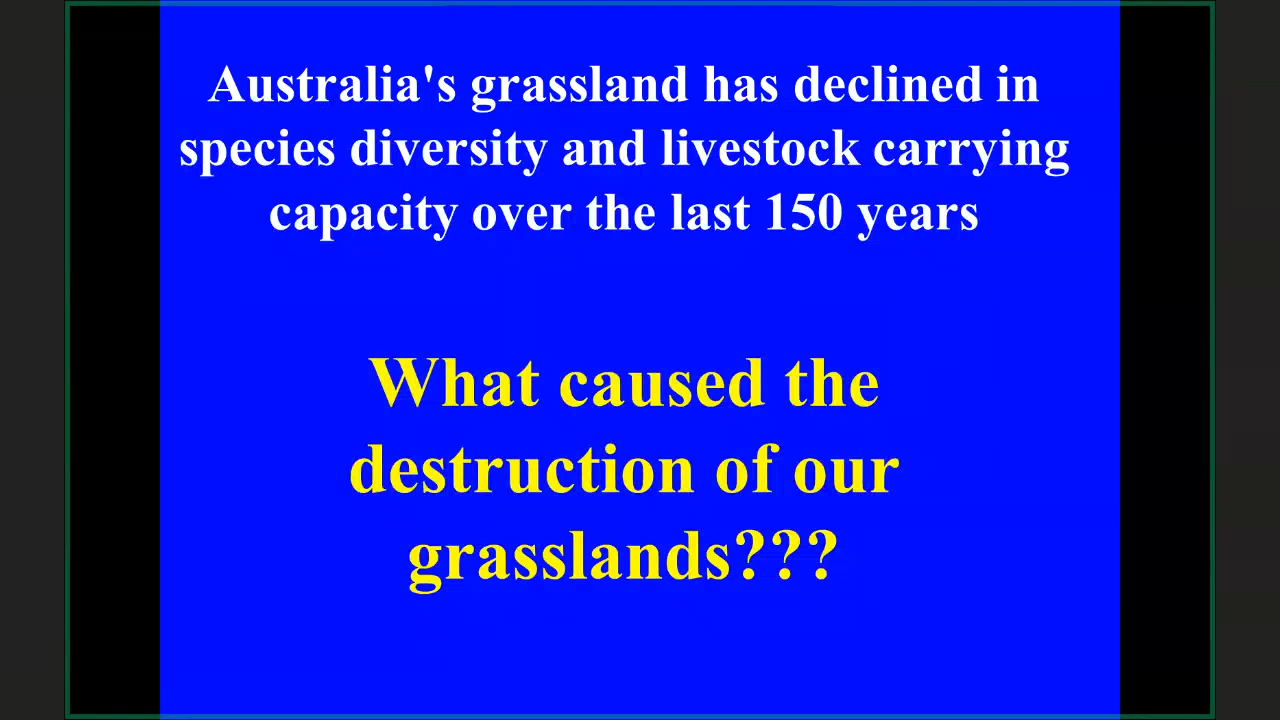 Australia's grassland has declined in
species diversity and livestock carrying
capacity over the last 150 years
What caused the
destruction of our
grasslands???